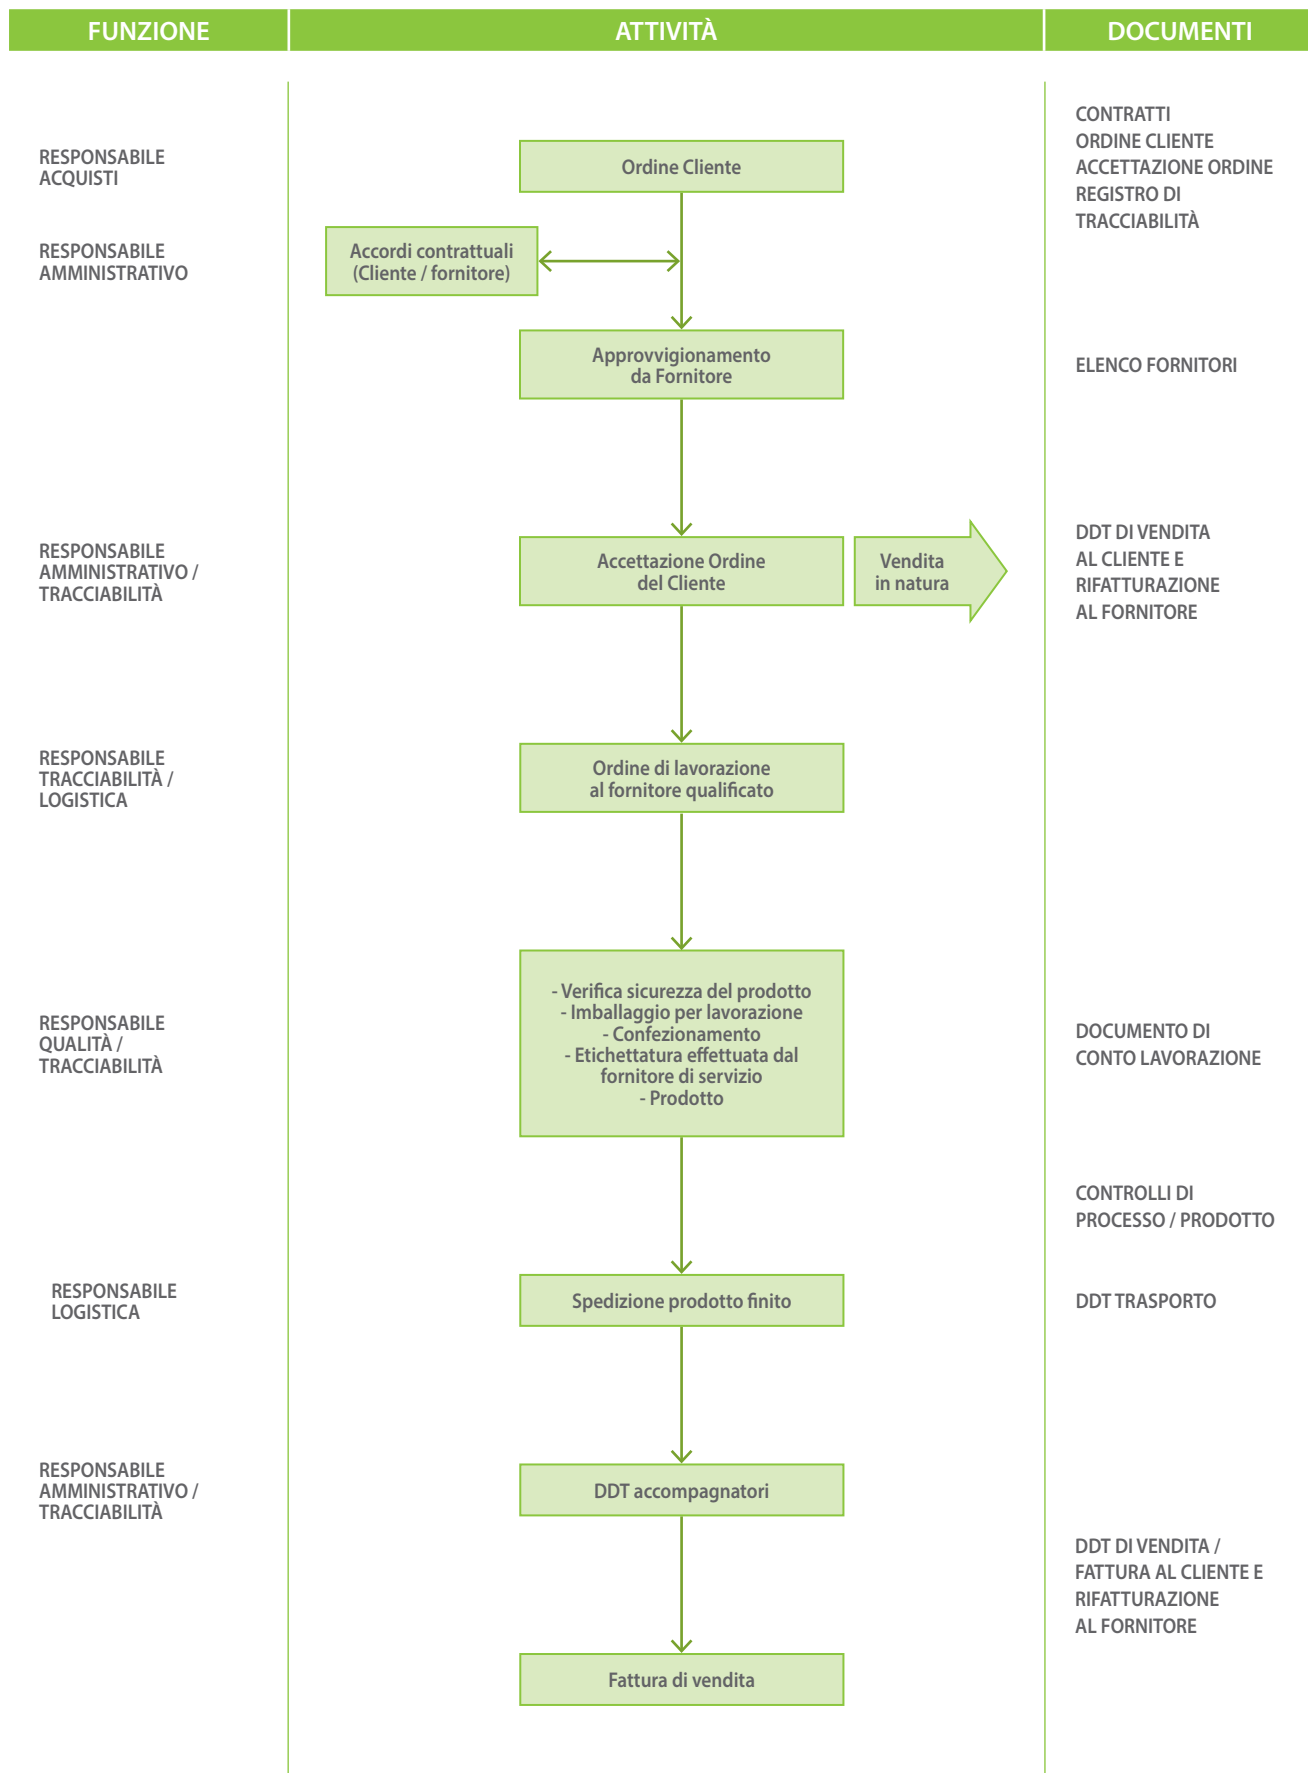 FUNZIONE
ATTIVITÀ
DOCUMENTI
RESPONSABILE
ACQUISTI
Ordine Cliente
CONTRATTI
ORDINE CLIENTE
ACCETTAZIONE ORDINE
REGISTRO DI
TRACCIABILITÀ
RESPONSABILE
AMMINISTRATIVO
Accordi contrattuali
(Cliente / fornitore)
Approvvigionamento
da Fornitore
ELENCO FORNITORI
RESPONSABILE
AMMINISTRATIVO /
TRACCIABILITÀ
Accettazione Ordine
del Cliente
Vendita
in natura
DDT DI VENDITA
AL CLIENTE E
RIFATTURAZIONE
AL FORNITORE
RESPONSABILE
TRACCIABILITÀ /
LOGISTICA
Ordine di lavorazione
al fornitore qualificato
RESPONSABILE
QUALITÀ /
TRACCIABILITÀ
- Verifica sicurezza del prodotto
- Imballaggio per lavorazione
- Confezionamento
- Etichettatura effettuata dal
fornitore di servizio
- Prodotto
DOCUMENTO DI
CONTO LAVORAZIONE
CONTROLLI DI
PROCESSO / PRODOTTO
RESPONSABILE
LOGISTICA
Spedizione prodotto finito
DDT TRASPORTO
RESPONSABILE
AMMINISTRATIVO /
TRACCIABILITÀ
DDT accompagnatori
DDT DI VENDITA /
FATTURA AL CLIENTE E
RIFATTURAZIONE
AL FORNITORE
Fattura di vendita